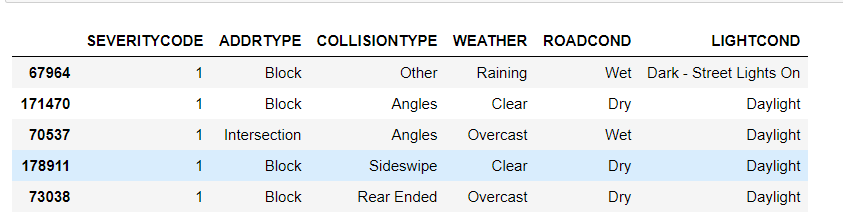 SEVERITYCODE ADDRTYPE COLLISIONTYPE WEATHER ROADCOND LIGHTCOND
67964 1 Block Other Raining Wet Dark - Street Lights On
171470 1 Block Angles Clear Dry Daylight
70537 1 Intersection Angles Overcast Wet Daylight
178911 1 Block Sideswipe Clear Dry Daylight
73038 1 Block Rear Ended Overcast Dry Daylight